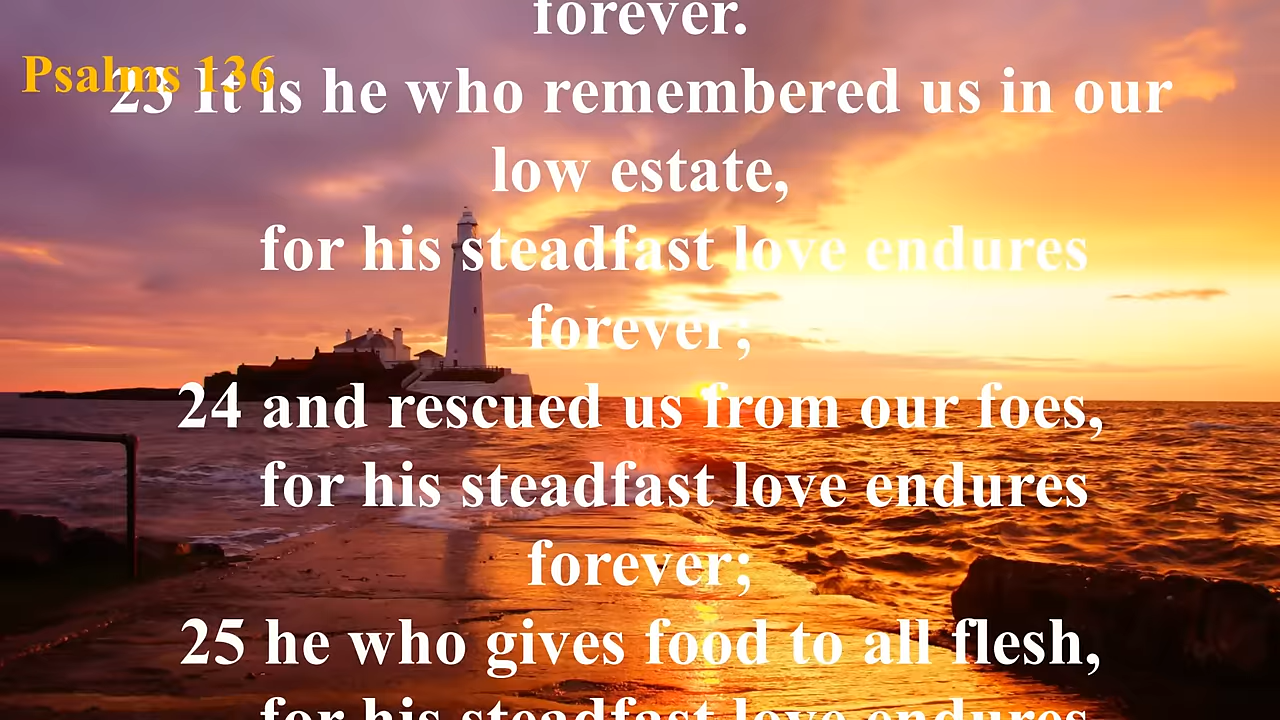 forever.
Psalms 136
23 It is he who remembered us in our
low estate,
for his steadfast love endures
forever,
24 and rescued us from our foes,
for his steadfast love endures
forever;
25 he who gives food to all flesh,
for his steadfast love endures